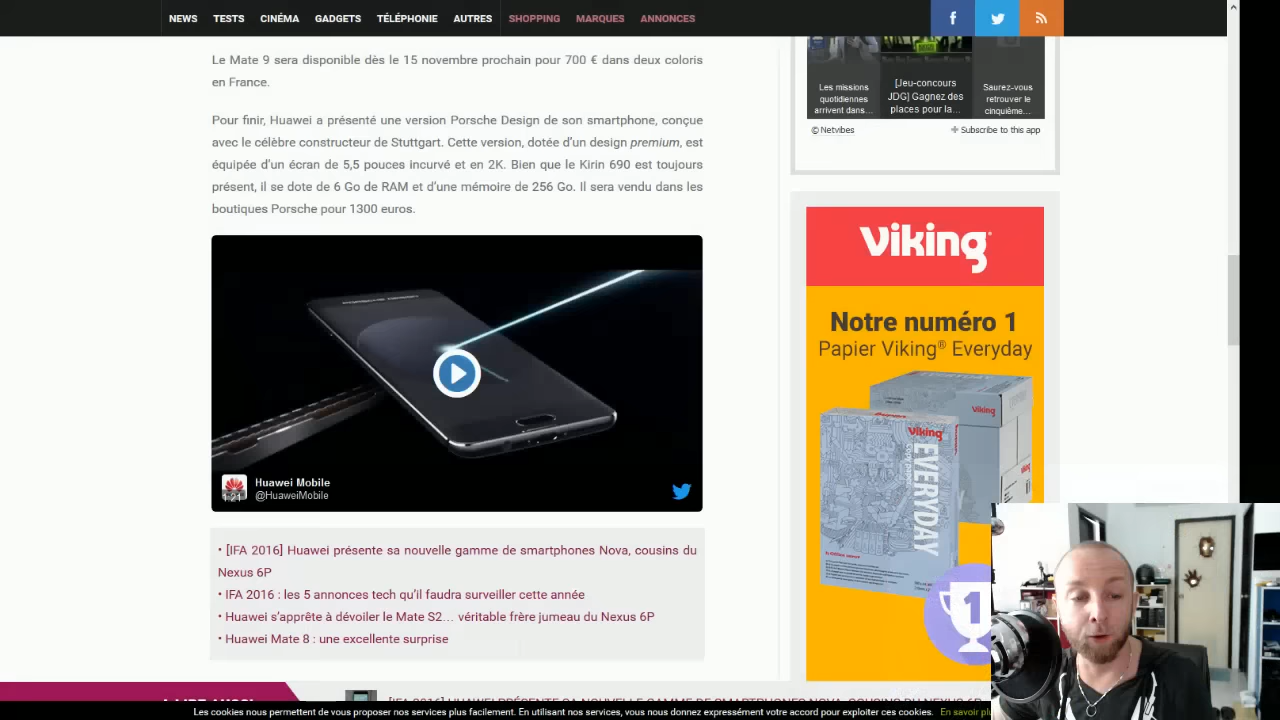 NEWS TESTS CINÉMA GADGETS TÉLÉPHONIE AUTRES SHOPPING MARQUES ANNONCES
Le Mate 9 sera disponible dès le 15 novembre prochain pour 700 € dans deux coloris
en France.
Pour finir, Huawei a présenté une version Porsche Design de son smartphone, conçue
avec le célèbre constructeur de Stuttgart. Cette version, dotée d'un design premium, est
équipée d'un écran de 5,5 pouces incurvé et en 2K. Bien que le Kirin 690 est toujours
présent, il se dote de 6 Go de RAM et d'une mémoire de 256 Go. Il sera vendu dans les
boutiques Porsche pour 1300 euros.
Huawei Mobile
@HuaweiMobile
1:21
• [IFA 2016] Huawei présente sa nouvelle gamme de smartphones Nova, cousins du
Nexus 6P
• IFA 2016 : les 5 annonces tech qu'il faudra surveiller cette année
• Huawei s'apprête à dévoiler le Mate S2… véritable frère jumeau du Nexus 6P
• Huawei Mate 8 : une excellente surprise
Les missions
quotidiennes
arrivent dans...
[Jeu-concours
JDG] Gagnez des
places pour la...
Saurez-vous
retrouver le
cinquième...
© Netvibes
Subscribe to this app
Viking
Notre numéro 1
Papier Viking® Everyday
Viking
Viking
EVERYDAY
1
Les cookies nous permettent de vous proposer nos services plus facilement. En utilisant nos services, vous nous donnez expressément votre accord pour exploiter ces cookies. En savoir plu